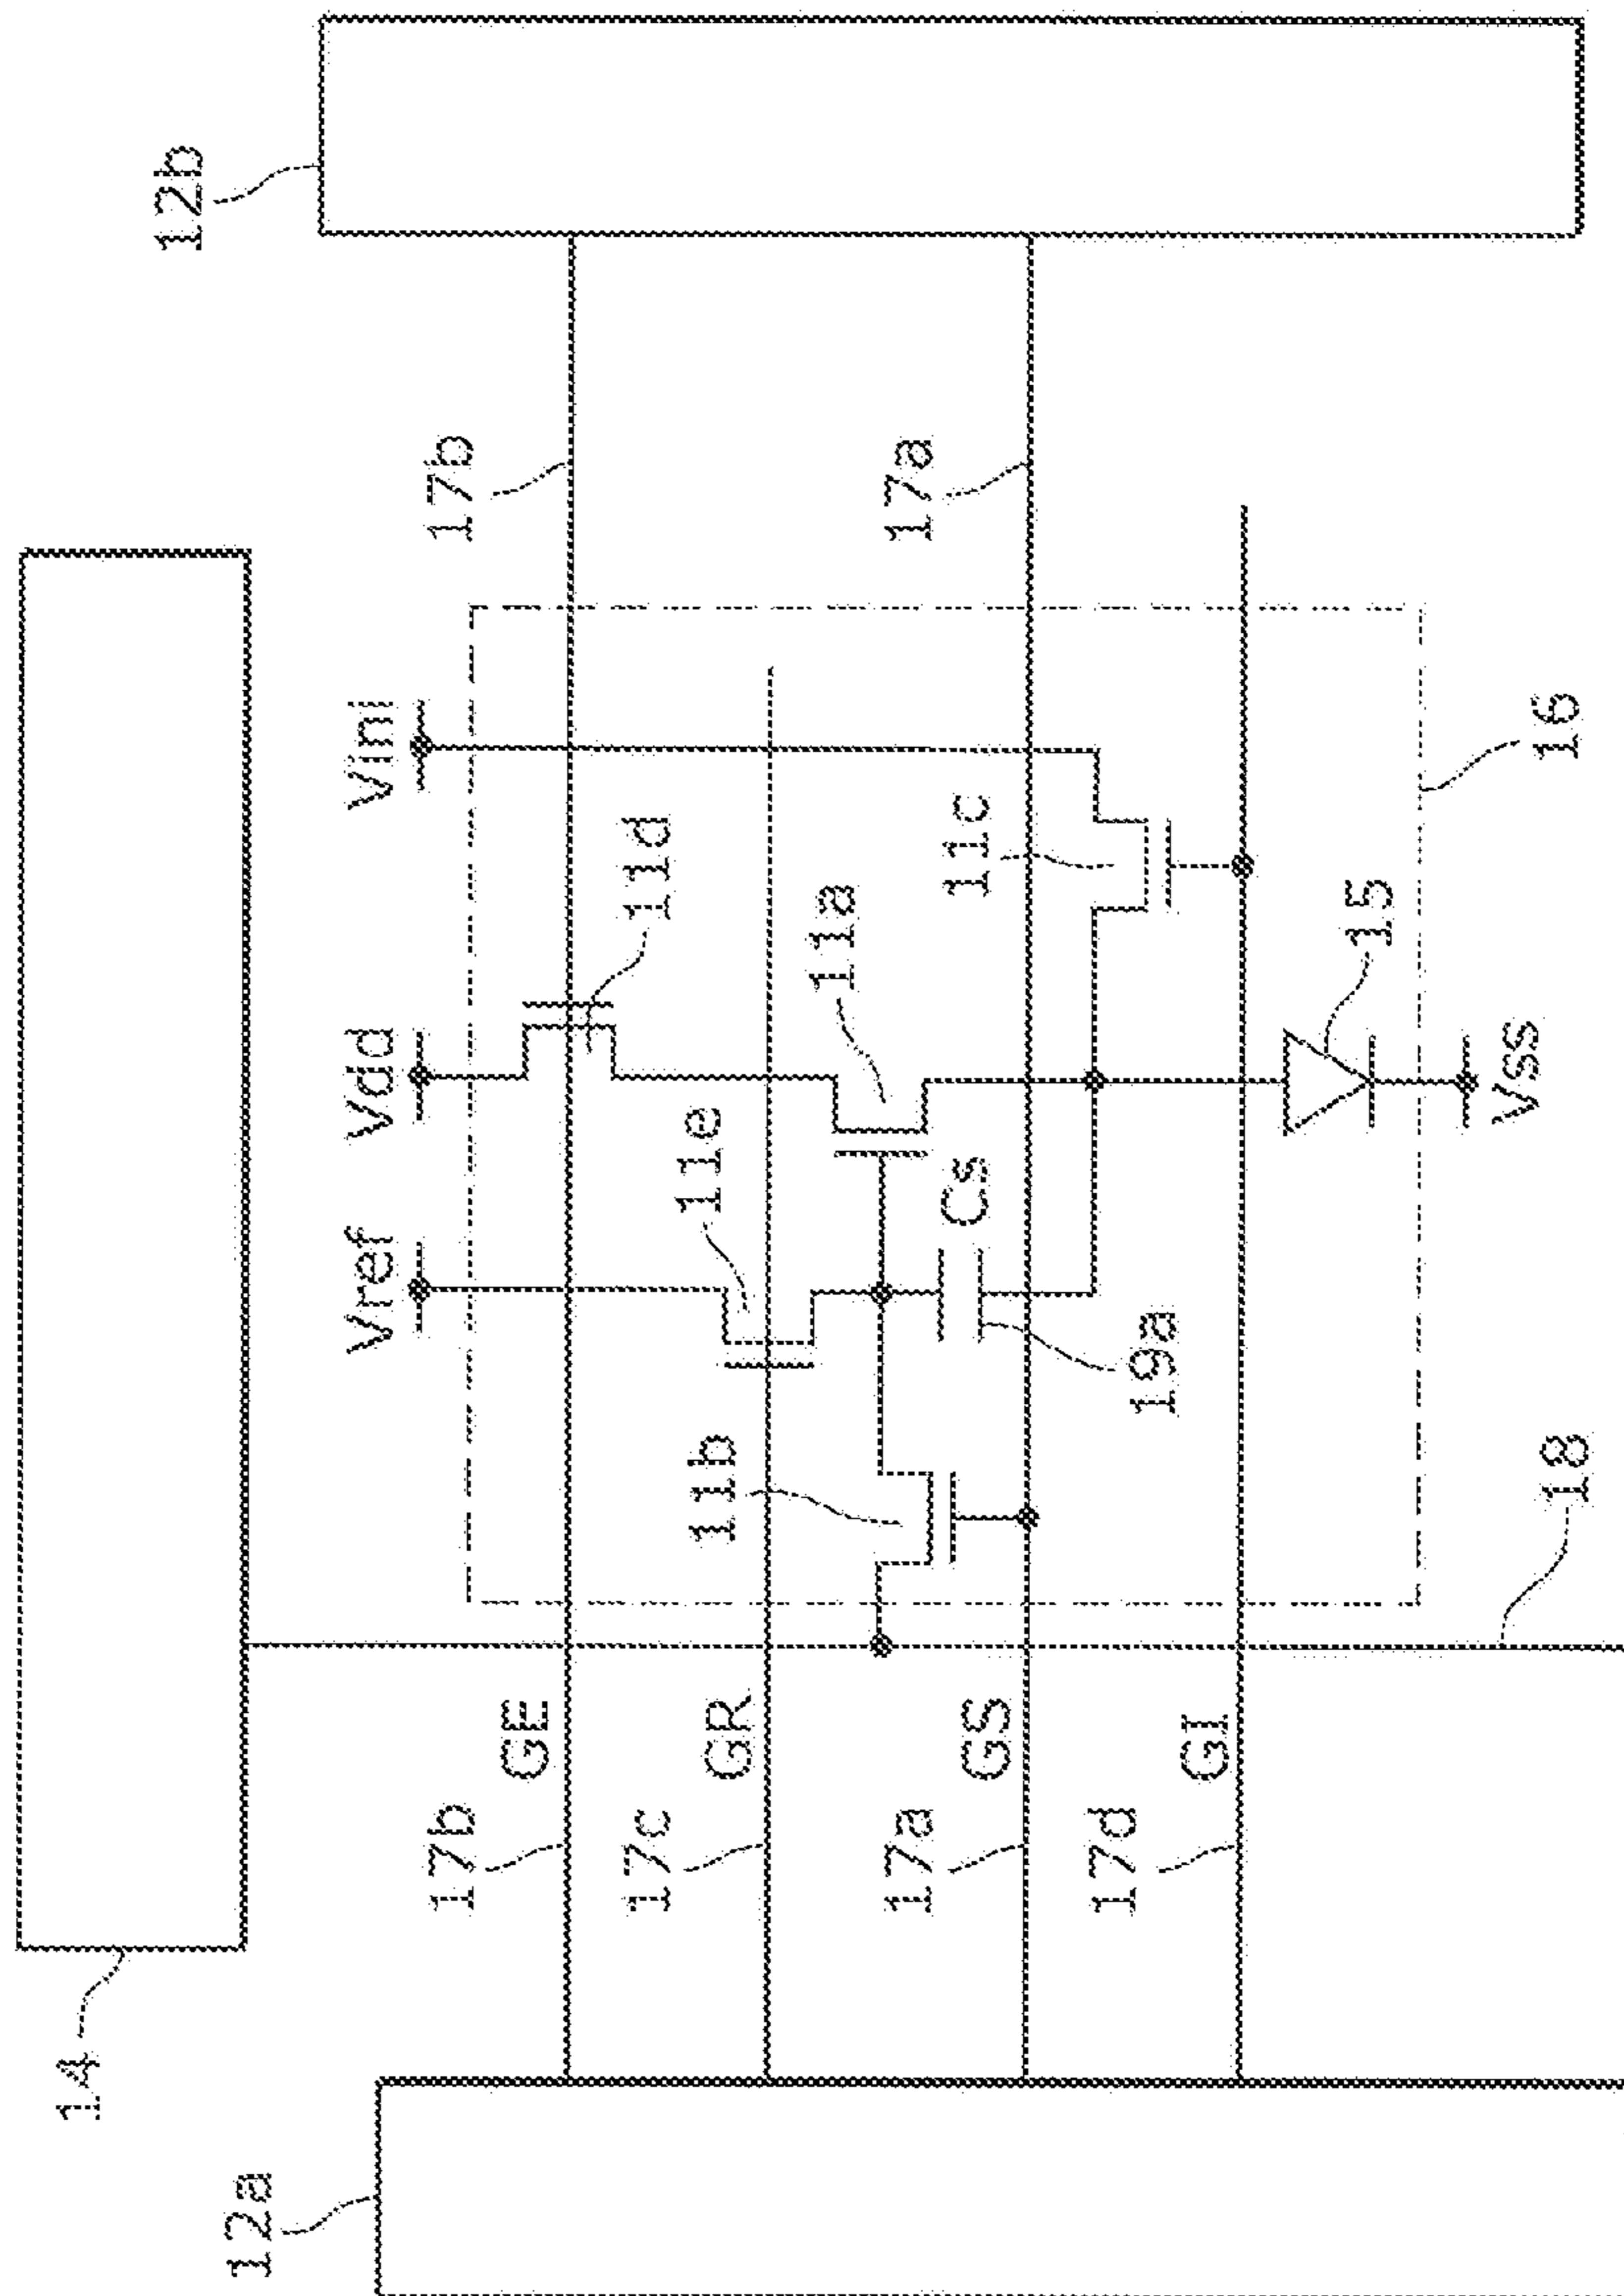 14
12b
12a
Vref
Vdd
Vini
17b
17b
GE
17c
11d
11b
11e
GR
11a
17a
17a
GS
Cs
11c
17d
19a
GI
15
Vss
18
16